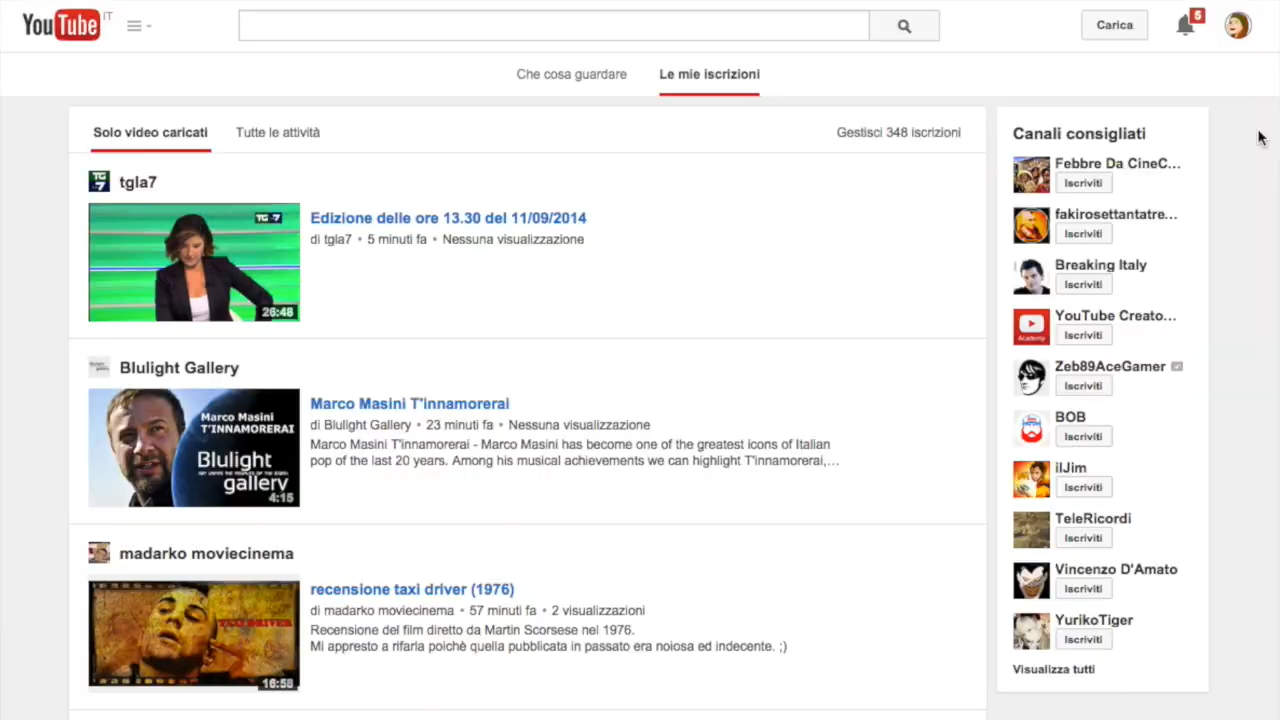 YouTube IT
Carica
5
Che cosa guardare
Le mie iscrizioni
Solo video caricati
Tutte le attività
Gestisci 348 iscrizioni
tgla7
TG 7
26:48
Edizione delle ore 13.30 del 11/09/2014
di tgla7 • 5 minuti fa • Nessuna visualizzazione
Blulight Gallery
Marco Masini
T'INNAMORERAI
Blulight
gallery
4:15
Marco Masini T'innamorerai
di Blulight Gallery • 23 minuti fa • Nessuna visualizzazione
Marco Masini T'innamorerai - Marco Masini has become one of the greatest icons of Italian
pop of the last 20 years. Among his musical achievements we can highlight T'innamorerai,...
madarko moviecinema
TAXI DRIVER
16:58
recensione taxi driver (1976)
di madarko moviecinema • 57 minuti fa • 2 visualizzazioni
Recensione del film diretto da Martin Scorsese nel 1976.
Mi appresto a rifarla poichè quella pubblicata in passato era noiosa ed indecente. ;)
Canali consigliati
Febbre Da CineC...
Iscriviti
fakirosettantatre...
Iscriviti
Breaking Italy
Iscriviti
YouTube Creato...
Academy
Iscriviti
Zeb89AceGamer
Iscriviti
BOB
Iscriviti
ilJim
Iscriviti
TeleRicordi
Iscriviti
Vincenzo D'Amato
Iscriviti
YurikoTiger
Iscriviti
Visualizza tutti